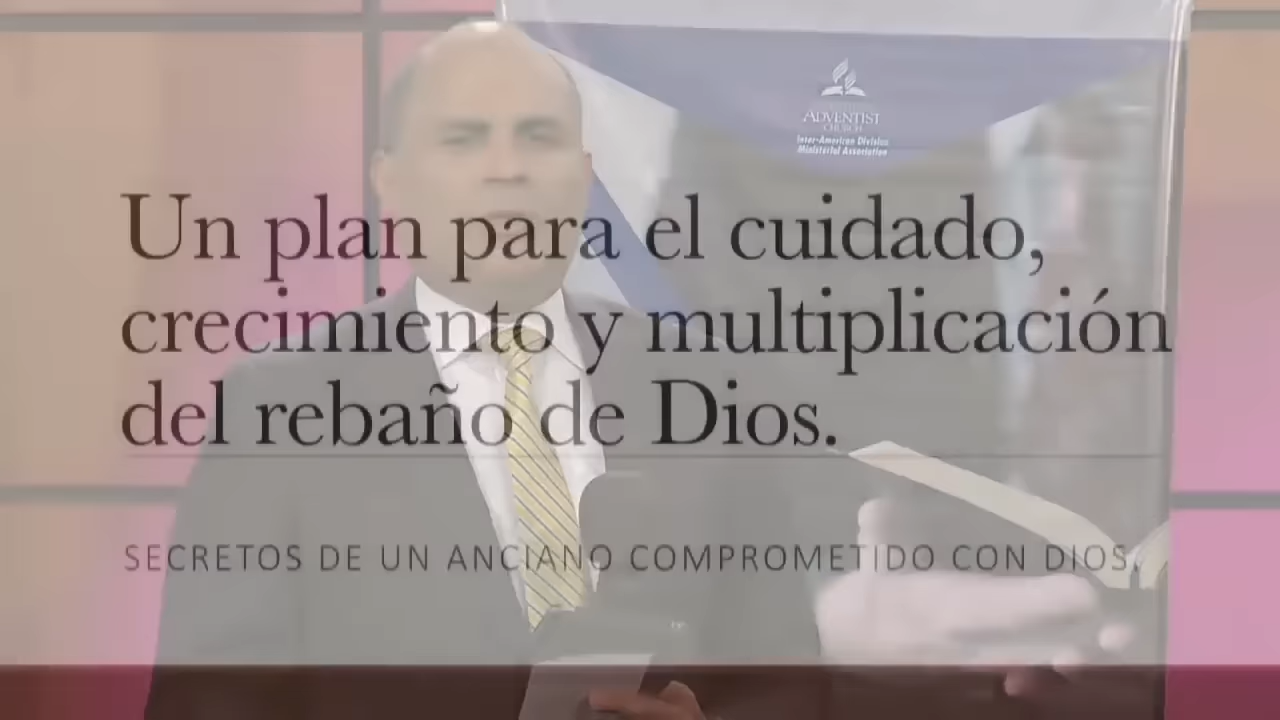 ADVENTIST
CHURCH
Inter-American Division
Ministerial Association
Un plan para el cuidado,
crecimiento y multiplicación
del rebaño de Dios.
SECRETOS DE UN ANCIANO COMPROMETIDO CON DIOS.